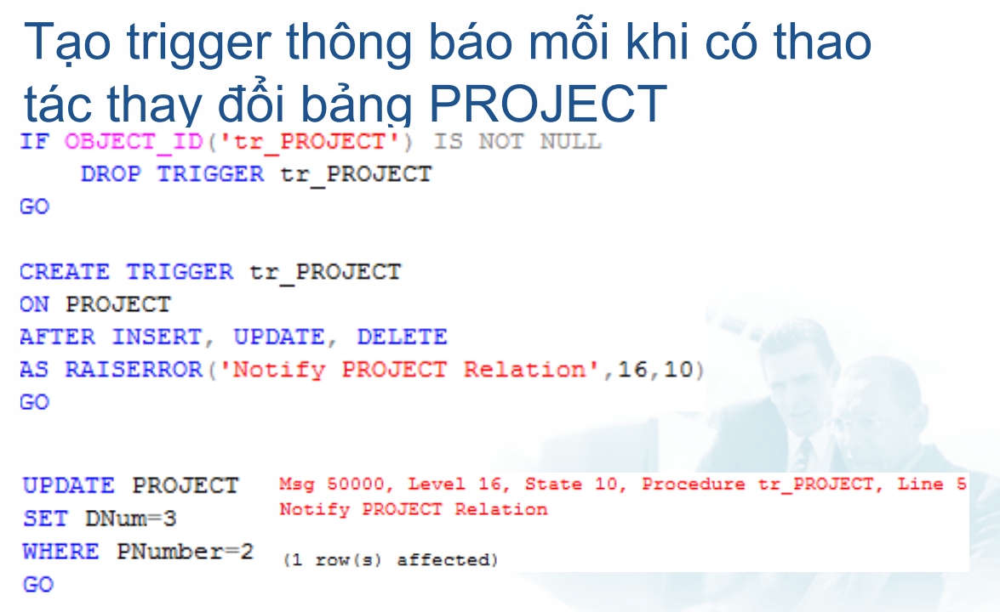 Tạo trigger thông báo mỗi khi có thao
tác thay đổi bảng PROJECT
IF OBJECT_ID('tr_PROJECT') IS NOT NULL
DROP TRIGGER tr_PROJECT
GO
CREATE TRIGGER tr_PROJECT
ON PROJECT
AFTER INSERT, UPDATE, DELETE
AS RAISERROR('Notify PROJECT Relation',16,10)
GO
UPDATE PROJECT
SET DNum=3
WHERE PNumber=2
GO
Msg 50000, Level 16, State 10, Procedure tr_PROJECT, Line 5
Notify PROJECT Relation
(1 row(s) affected)